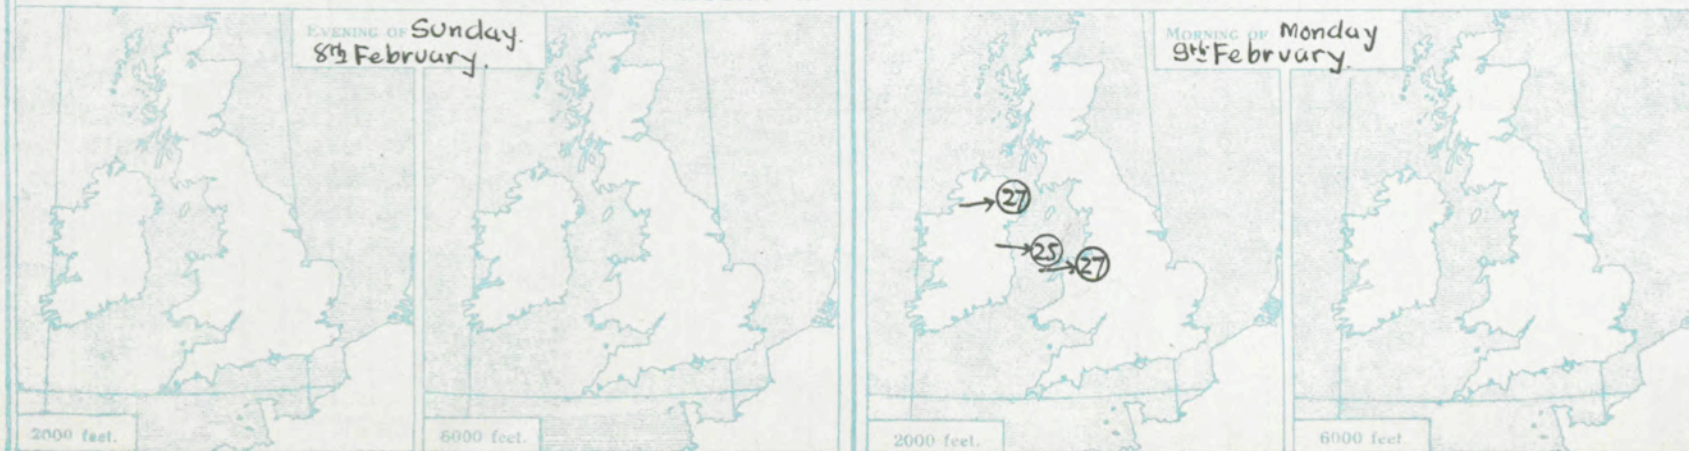 EVENING OF Sunday.
8th February.
MORNING OF Monday
9th February.
27
25
27
2000 feet.
6000 feet.
2000 feet.
6000 feet